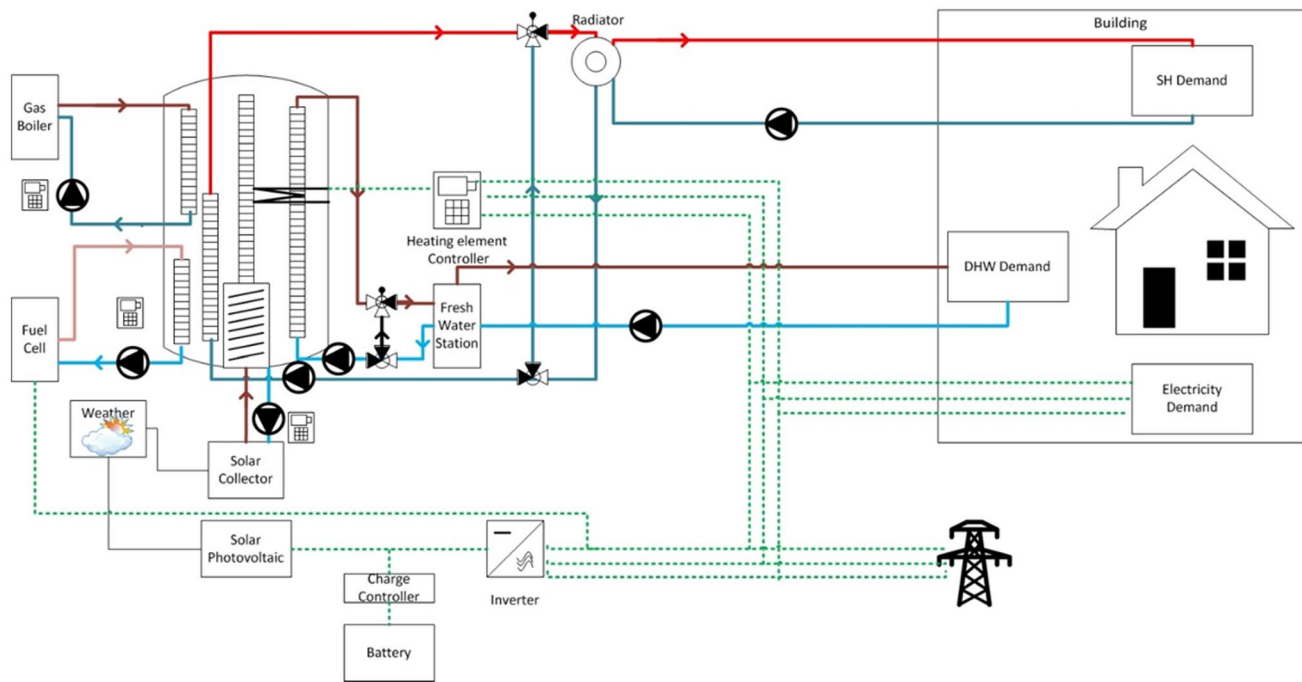 Radiator
Building
Gas
Boiler
SH Demand
Heating element
Controller
DHW Demand
Fuel
Cell
Fresh
Water
Station
Weather
Electricity
Demand
Solar
Collector
Solar
Photovoltaic
Charge
Controller
Inverter
Battery